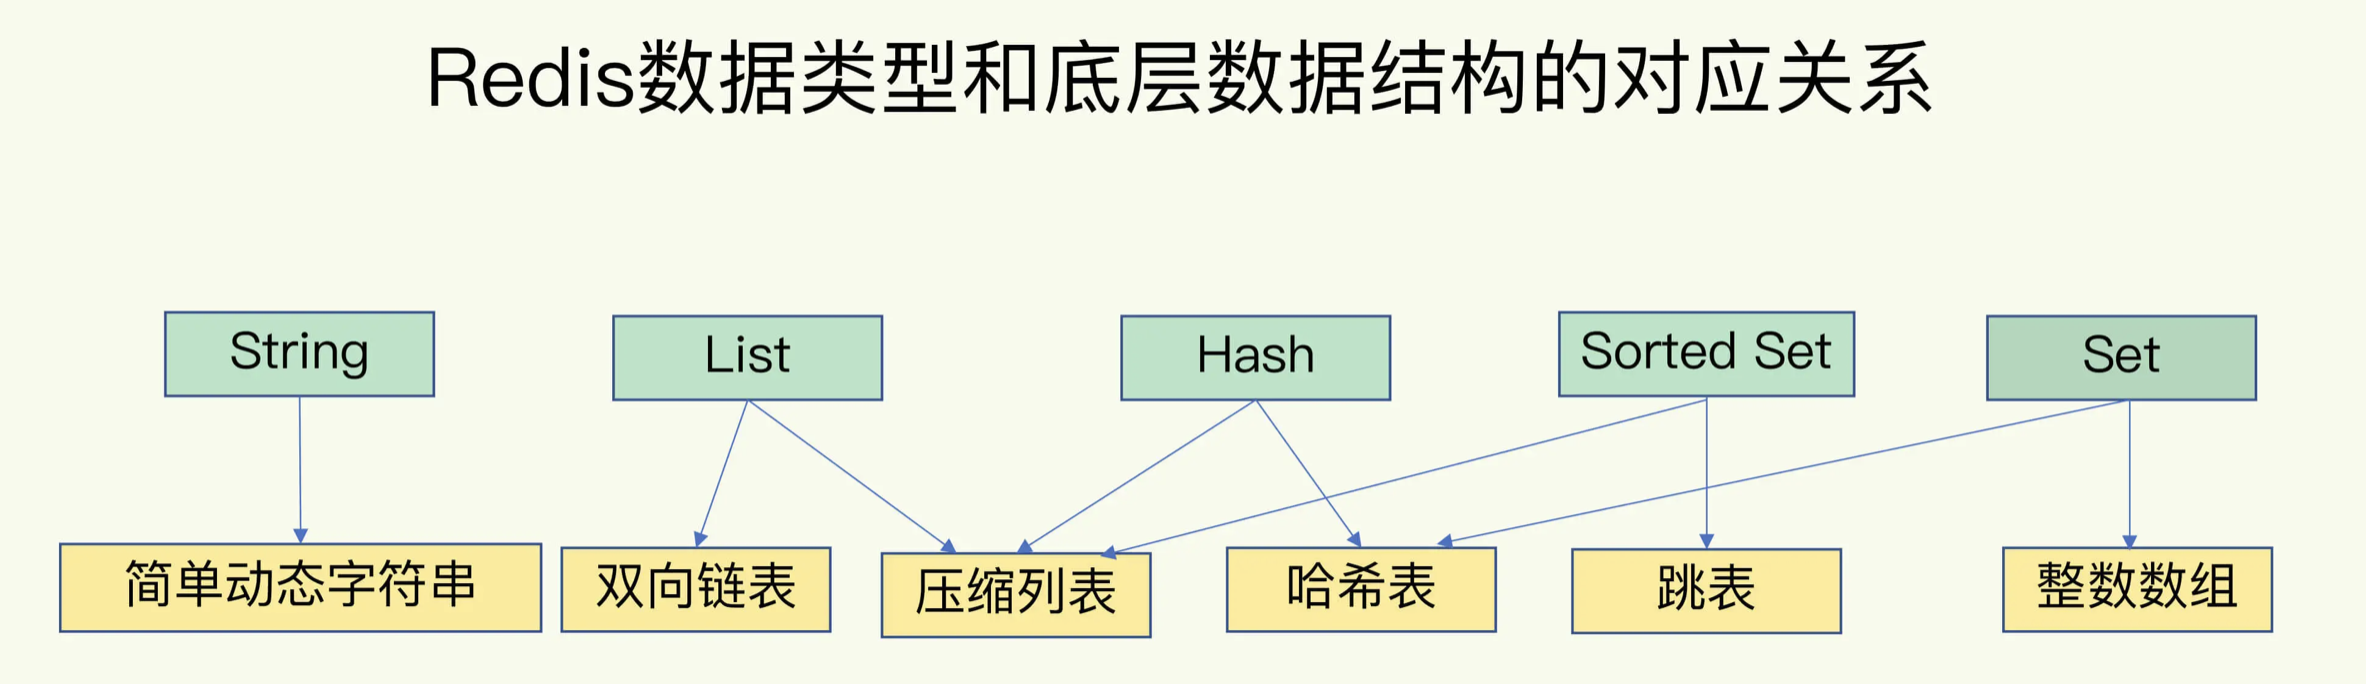 Redis数据类型和底层数据结构的对应关系
String
List
Hash
Sorted Set
Set
简单动态字符串
双向链表
压缩列表
哈希表
跳表
整数数组